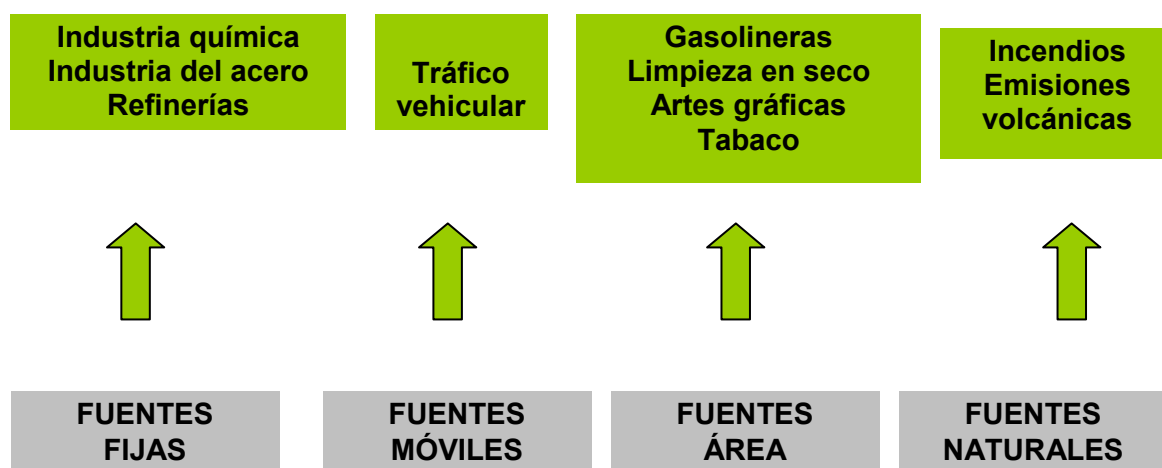 Industria química
Industria del acero
Refinerías
Tráfico
vehicular
Gasolineras
Limpieza en seco
Artes gráficas
Tabaco
Incendios
Emisiones
volcánicas
FUENTES
FIJAS
FUENTES
MÓVILES
FUENTES
ÁREA
FUENTES
NATURALES